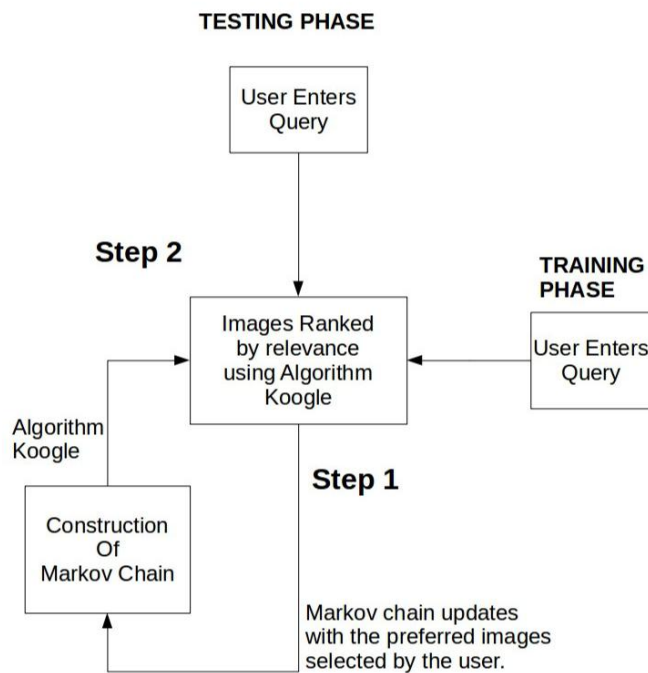 TESTING PHASE
User Enters
Query
Step 2
TRAINING
PHASE
Images Ranked
by relevance
using Algorithm
Koogle
User Enters
Query
Algorithm
Koogle
Step 1
Construction
Of
Markov Chain
Markov chain updates
with the preferred images
selected by the user.